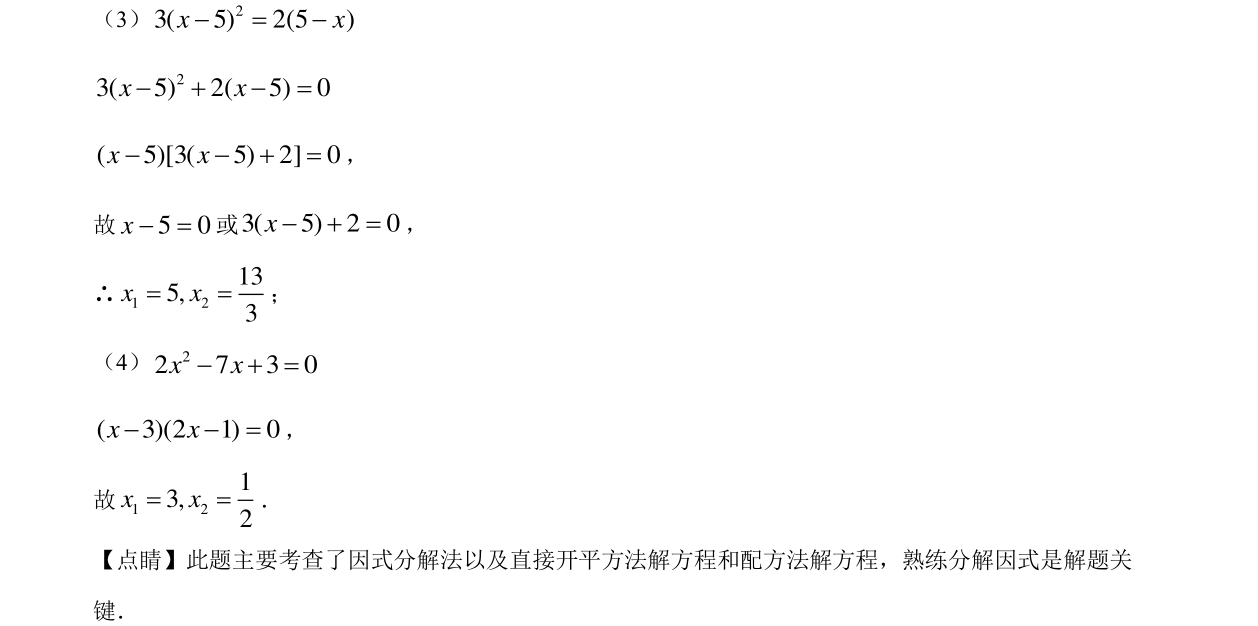 （3）3(x－5)² = 2(5－x)
3(x－5)² + 2(x－5) = 0
(x－5)[3(x－5)+2] = 0，
故 x－5 = 0 或 3(x－5)+2 = 0，
∴ x₁ = 5, x₂ = 13/3；
（4）2x²－7x+3 = 0
(x－3)(2x－1) = 0，
故 x₁ = 3, x₂ = 1/2．
【点睛】此题主要考查了因式分解法以及直接开平方法解方程和配方法解方程，熟练分解因式是解题关
键．